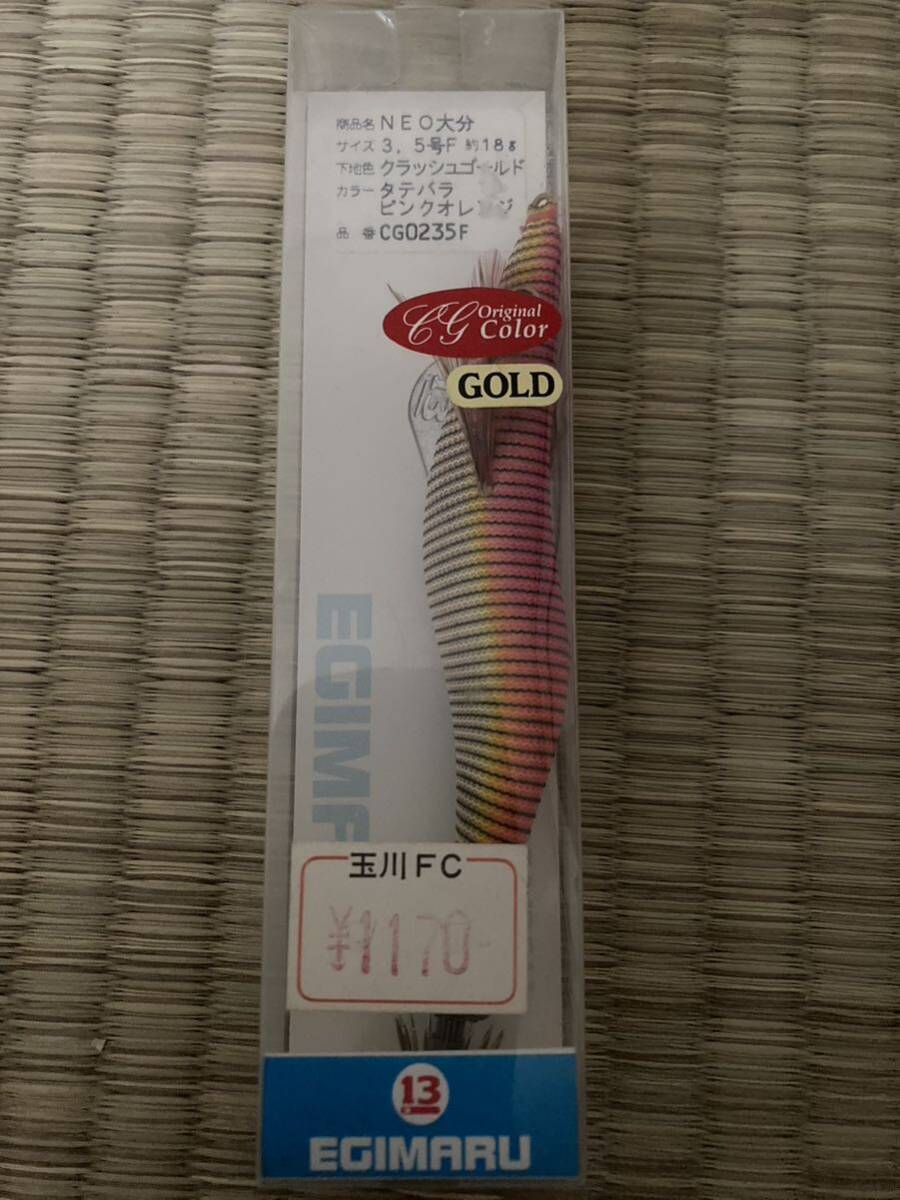 商品名 NEO大分
サイズ 3.5号F 約18g
下地色 クラッシュゴールド
カラー タテバラ
ピンクオレンジ
品番 CG0235F
CG Original Color
GOLD
EGIMA
玉川FC
¥1170
13
EGIMARU